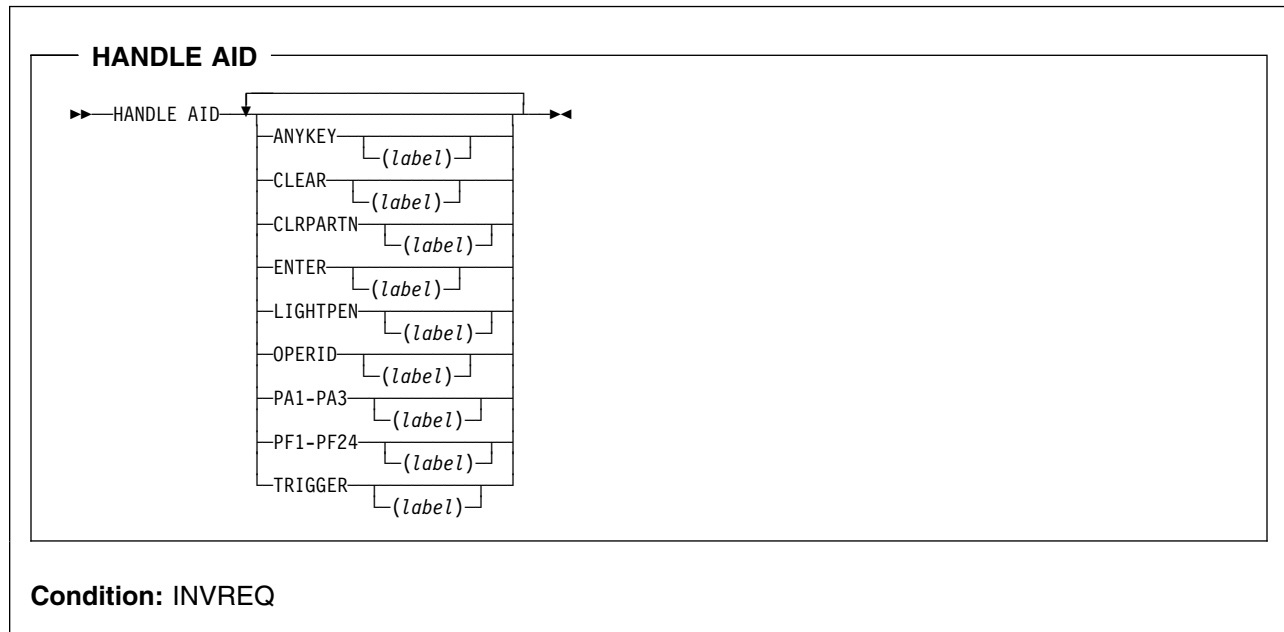 HANDLE AID
HANDLE AID
ANYKEY
(label)
CLEAR
(label)
CLRPARTN
(label)
ENTER
(label)
LIGHTPEN
(label)
OPERID
(label)
PA1-PA3
(label)
PF1-PF24
(label)
TRIGGER
(label)
Condition: INVREQ